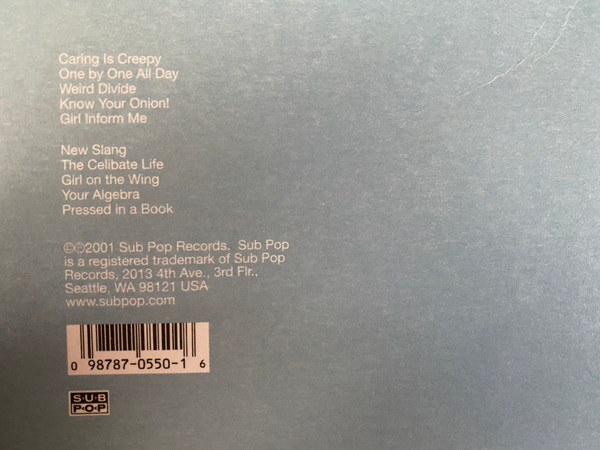 Caring Is Creepy
One by One All Day
Weird Divide
Know Your Onion!
Girl Inform Me
New Slang
The Celibate Life
Girl on the Wing
Your Algebra
Pressed in a Book
©℗2001 Sub Pop Records. Sub Pop
is a registered trademark of Sub Pop
Records, 2013 4th Ave., 3rd Flr.,
Seattle, WA 98121 USA
www.subpop.com
0 98787-0550-1 6
SUB
POP